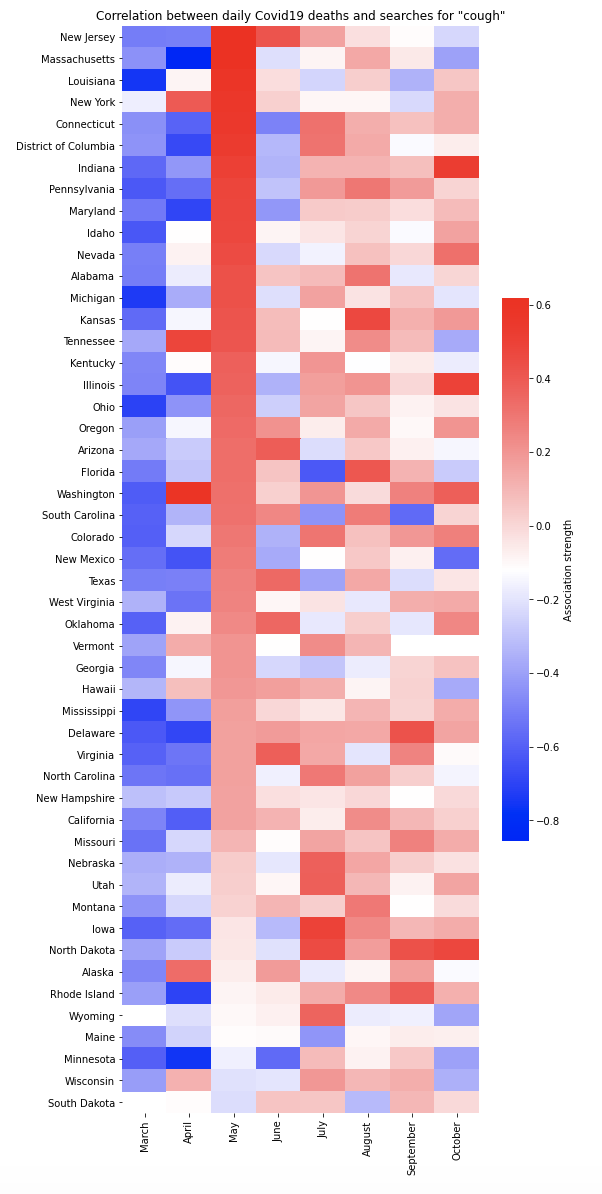 Correlation between daily Covid19 deaths and searches for "cough"
New Jersey
Massachusetts
Louisiana
New York
Connecticut
District of Columbia
Indiana
Pennsylvania
Maryland
Idaho
Nevada
Alabama
Michigan
Kansas
Tennessee
Kentucky
Illinois
Ohio
Oregon
Arizona
Florida
Washington
South Carolina
Colorado
New Mexico
Texas
West Virginia
Oklahoma
Vermont
Georgia
Hawaii
Mississippi
Delaware
Virginia
North Carolina
New Hampshire
California
Missouri
Nebraska
Utah
Montana
Iowa
North Dakota
Alaska
Rhode Island
Wyoming
Maine
Minnesota
Wisconsin
South Dakota
March
April
May
June
July
August
September
October
0.6
0.4
0.2
0.0
−0.2
−0.4
−0.6
−0.8
Association strength